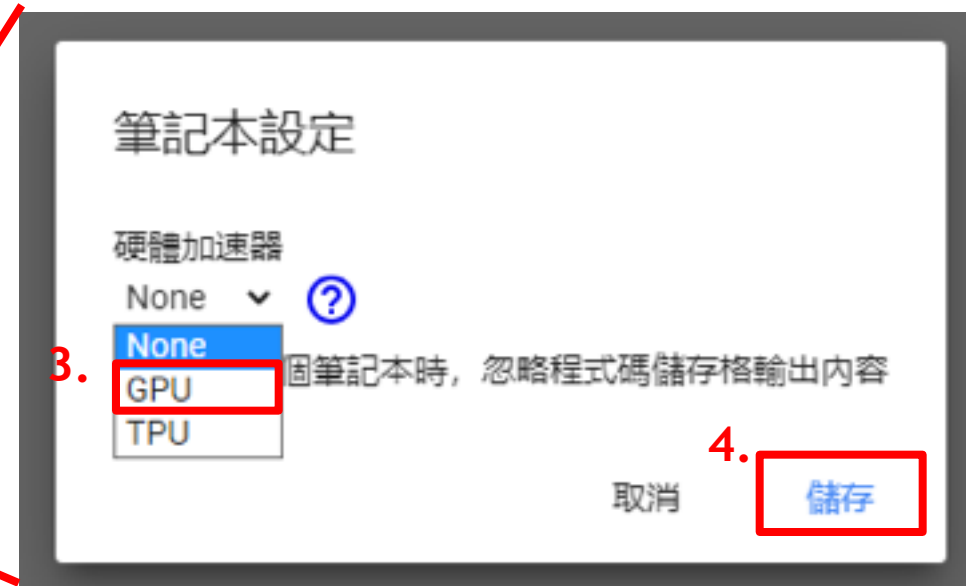 筆記本設定
硬體加速器
None
?
None
3.
GPU
個筆記本時，忽略程式碼儲存格輸出內容
TPU
4.
取消
儲存